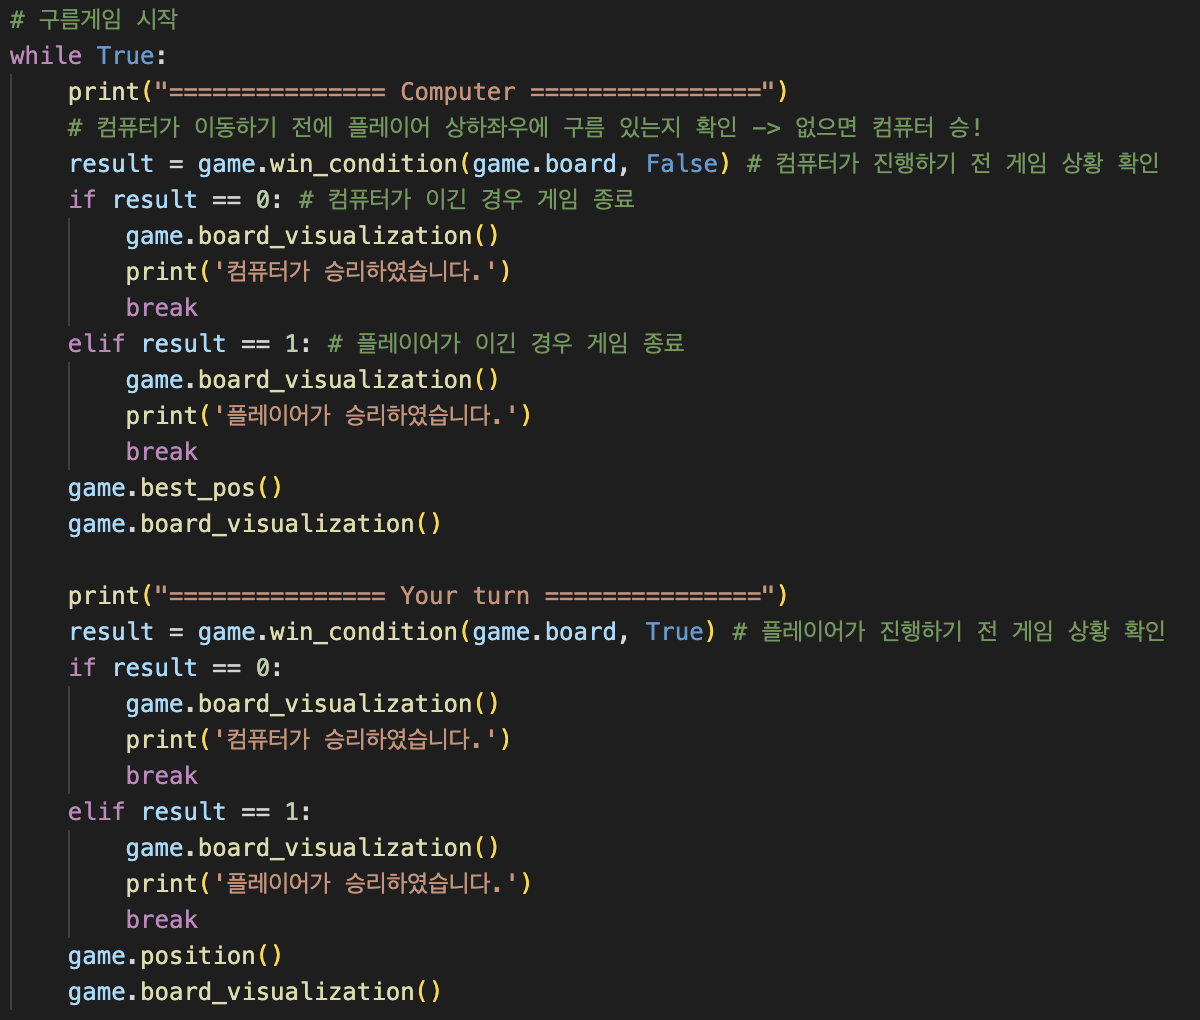 # 구름게임 시작
while True:
    print("=============== Computer ================")
    # 컴퓨터가 이동하기 전에 플레이어 상하좌우에 구름 있는지 확인 -> 없으면 컴퓨터 승!
    result = game.win_condition(game.board, False) # 컴퓨터가 진행하기 전 게임 상황 확인
    if result == 0: # 컴퓨터가 이긴 경우 게임 종료
        game.board_visualization()
        print('컴퓨터가 승리하였습니다.')
        break
    elif result == 1: # 플레이어가 이긴 경우 게임 종료
        game.board_visualization()
        print('플레이어가 승리하였습니다.')
        break
    game.best_pos()
    game.board_visualization()

    print("=============== Your turn ===============")
    result = game.win_condition(game.board, True) # 플레이어가 진행하기 전 게임 상황 확인
    if result == 0:
        game.board_visualization()
        print('컴퓨터가 승리하였습니다.')
        break
    elif result == 1:
        game.board_visualization()
        print('플레이어가 승리하였습니다.')
        break
    game.position()
    game.board_visualization()